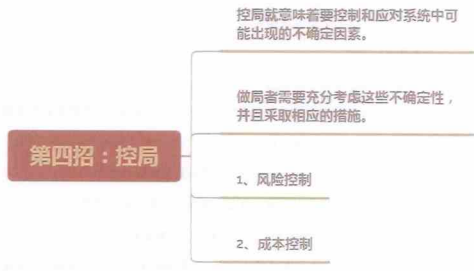 控局就意味着要控制和应对系统中可
能出现的不确定因素。
做局者需要充分考虑这些不确定性，
并且采取相应的措施。
第四招：控局
1、风险控制
2、成本控制